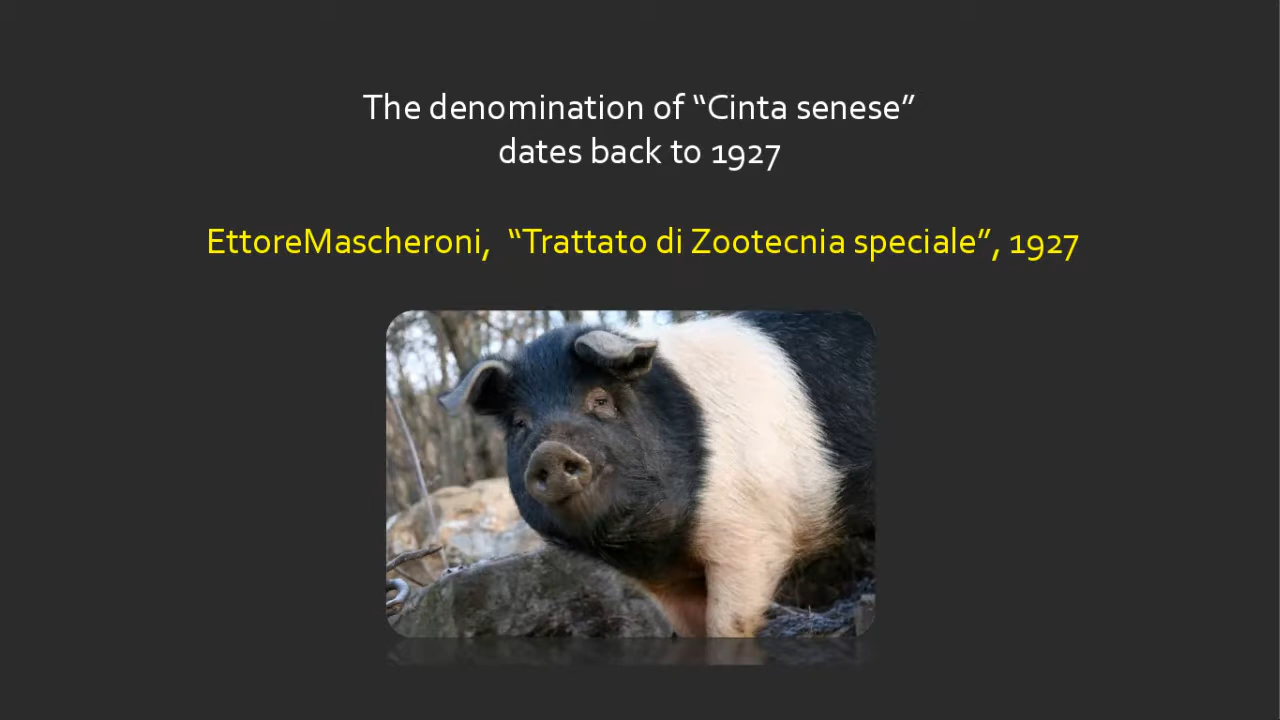 The denomination of “Cinta senese”
dates back to 1927
EttoreMascheroni, “Trattato di Zootecnia speciale”, 1927